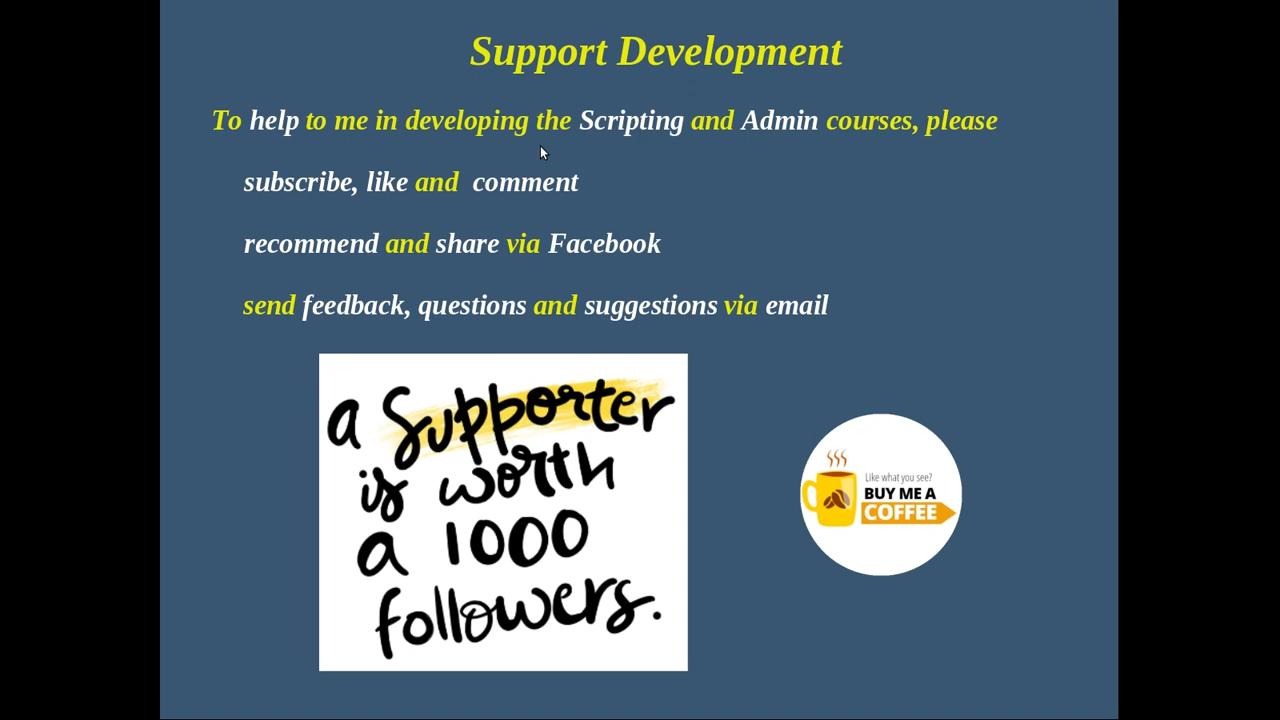 Support Development
To help to me in developing the Scripting and Admin courses, please
subscribe, like and comment
recommend and share via Facebook
send feedback, questions and suggestions via email
a Supporter
is worth
a 1000
followers.
Like what you see?
BUY ME A
COFFEE